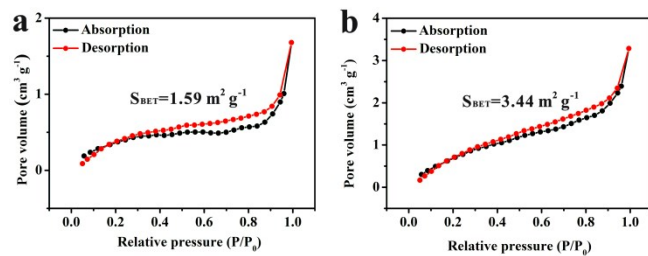 a
Absorption
Desorption
S_BET=1.59 m² g⁻¹
Pore volume (cm³ g⁻¹)
2
1
0
0.0 0.2 0.4 0.6 0.8 1.0
Relative pressure (P/P₀)
b
Absorption
Desorption
S_BET=3.44 m² g⁻¹
Pore volume (cm³ g⁻¹)
4
3
2
1
0
0.0 0.2 0.4 0.6 0.8 1.0
Relative pressure (P/P₀)